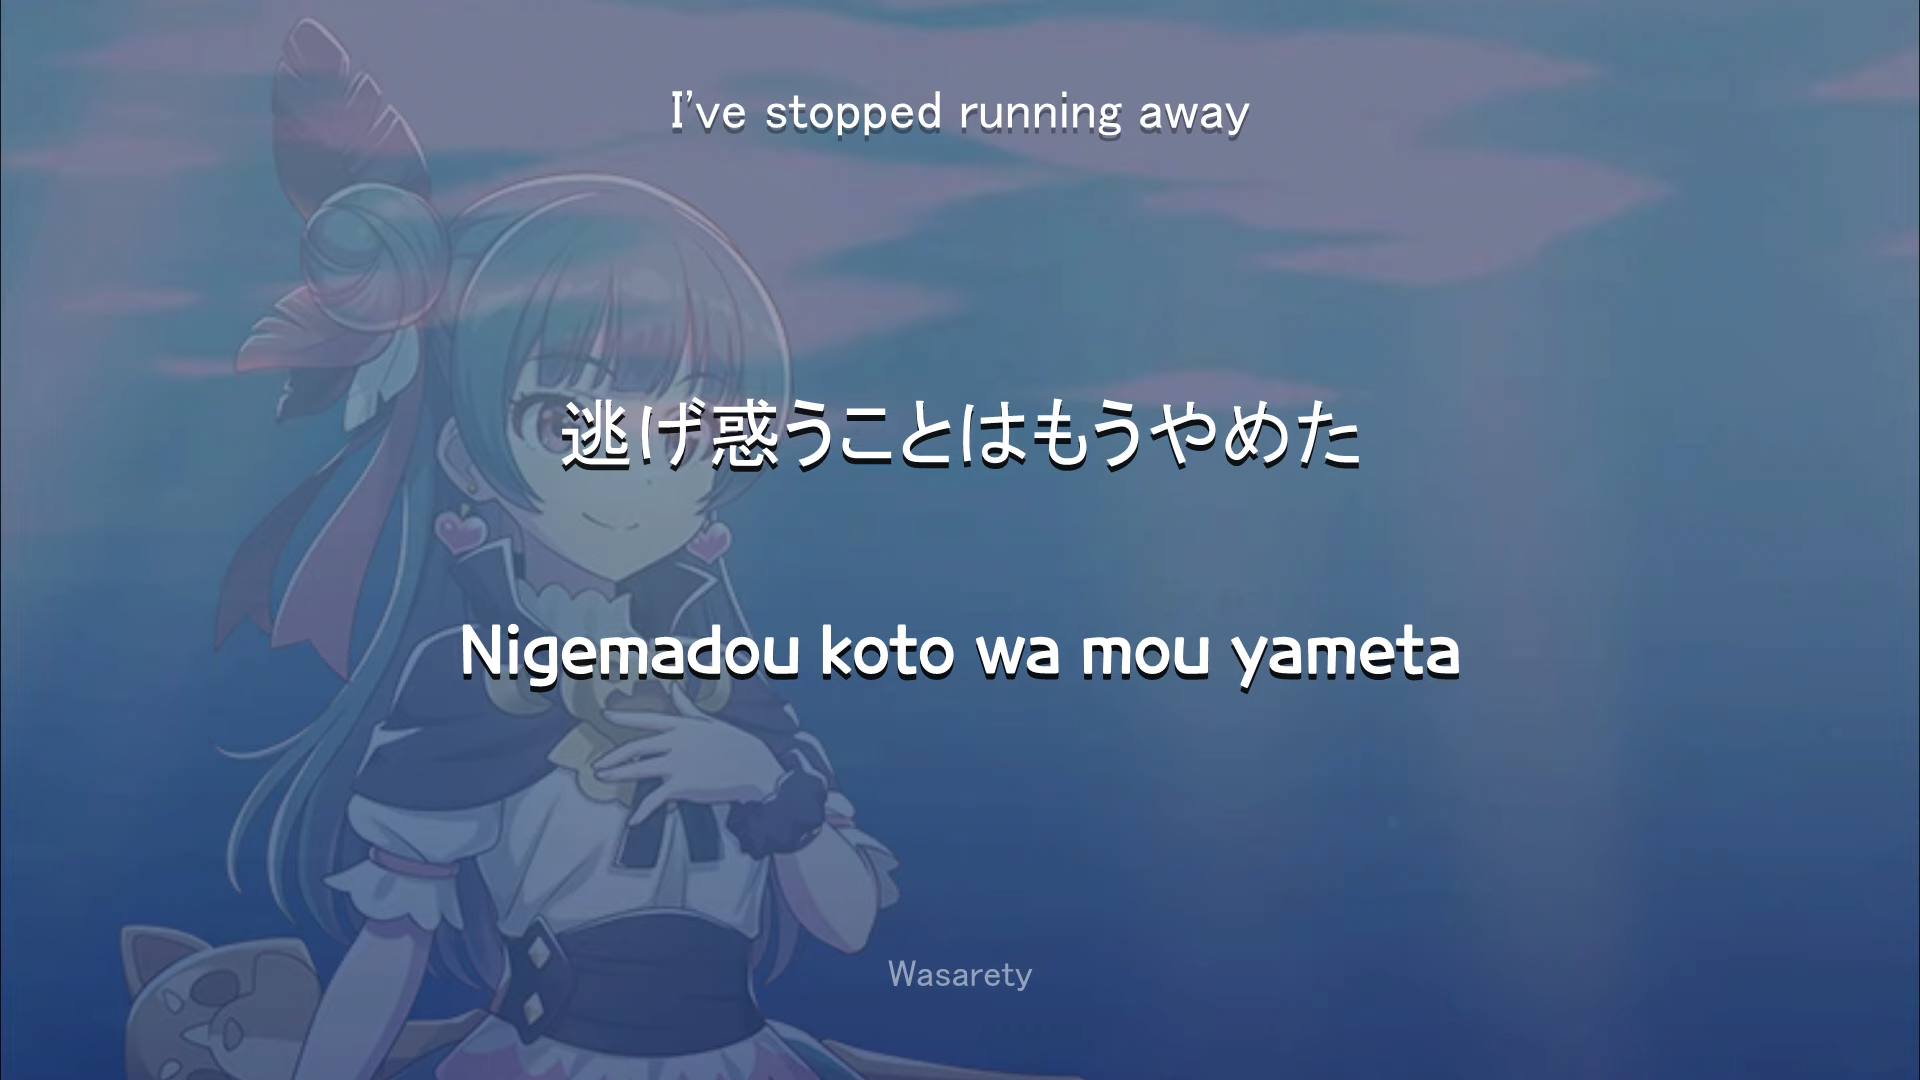 I've stopped running away
逃げ惑うことはもうやめた
Nigemadou koto wa mou yameta
Wasarety